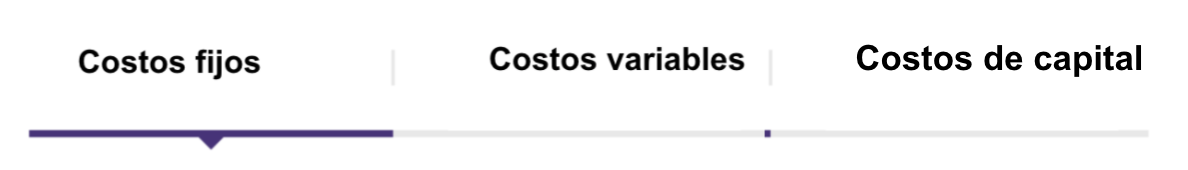 Costos fijos
Costos variables
Costos de capital